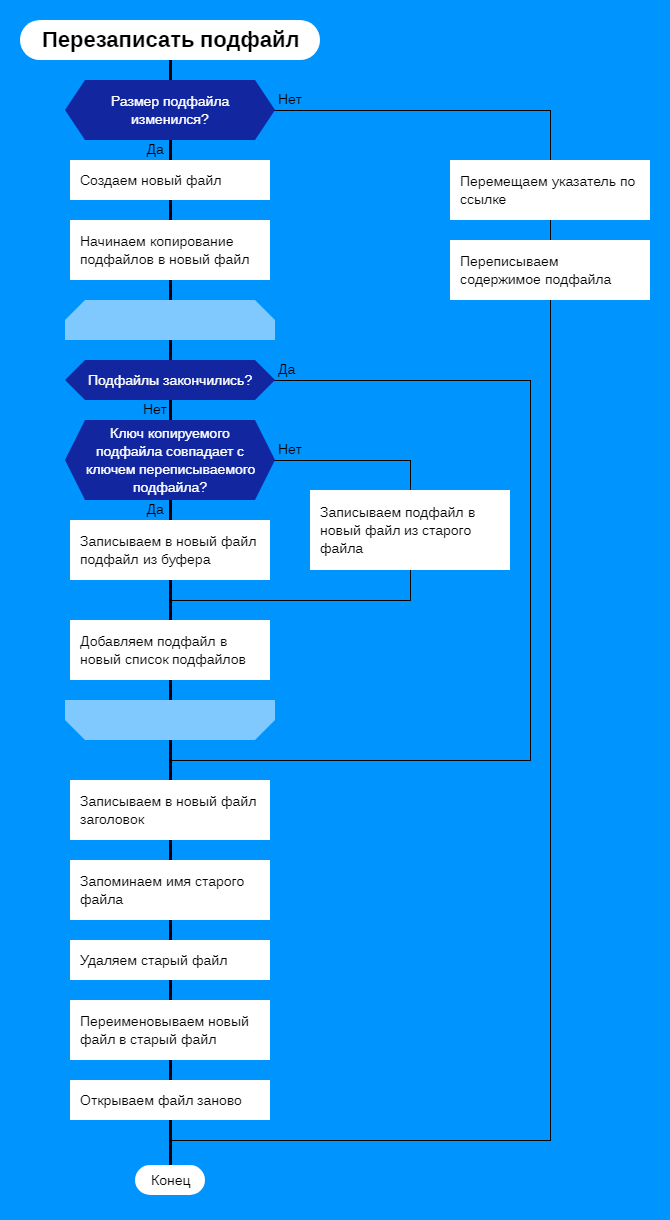 Перезаписать подфайл
Размер подфайла
изменился?
Нет
Да
Создаем новый файл
Перемещаем указатель по
ссылке
Начинаем копирование
подфайлов в новый файл
Переписываем
содержимое подфайла
Подфайлы закончились?
Да
Нет
Ключ копируемого
подфайла совпадает с
ключем переписываемого
подфайла?
Нет
Да
Записываем подфайл в
новый файл из старого
файла
Записываем в новый файл
подфайл из буфера
Добавляем подфайл в
новый список подфайлов
Записываем в новый файл
заголовок
Запоминаем имя старого
файла
Удаляем старый файл
Переименовываем новый
файл в старый файл
Открываем файл заново
Конец